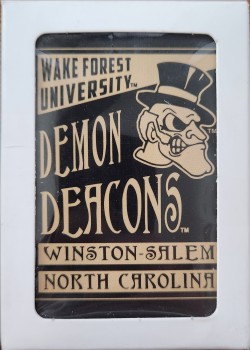 WAKE FOREST
UNIVERSITY™
DEMON
DEACONS™
WINSTON-SALEM
NORTH CAROLINA